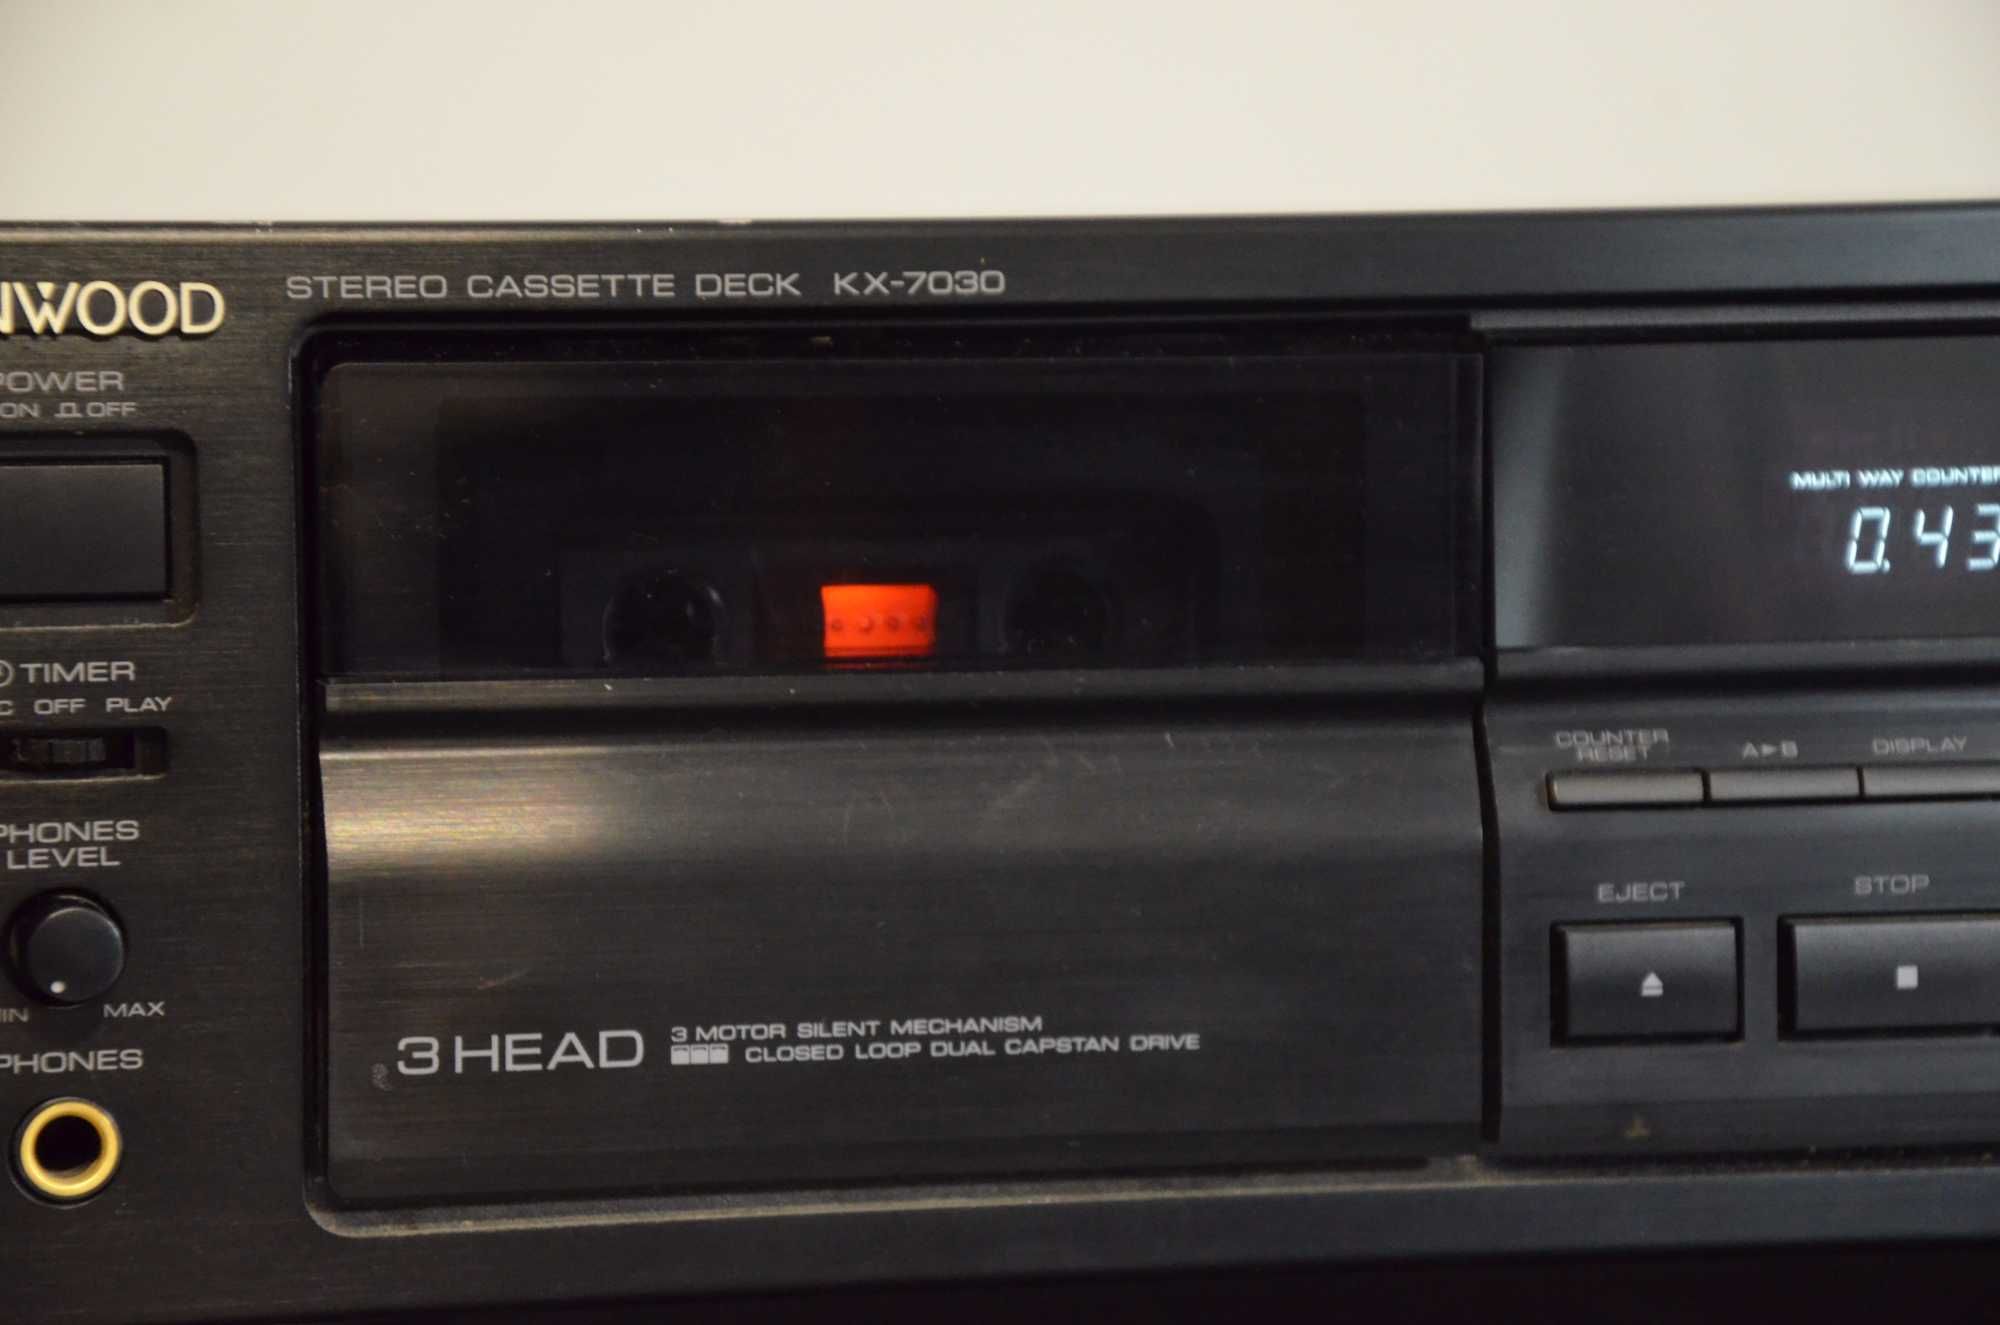 NWOOD
STEREO CASSETTE DECK KX-7030
POWER
ON OFF
TIMER
C OFF PLAY
PHONES
LEVEL
IN MAX
PHONES
MULTI WAY COUNTER
0.43
COUNTER
RESET
A►B
DISPLAY
EJECT
STOP
3 HEAD
3 MOTOR SILENT MECHANISM
CLOSED LOOP DUAL CAPSTAN DRIVE